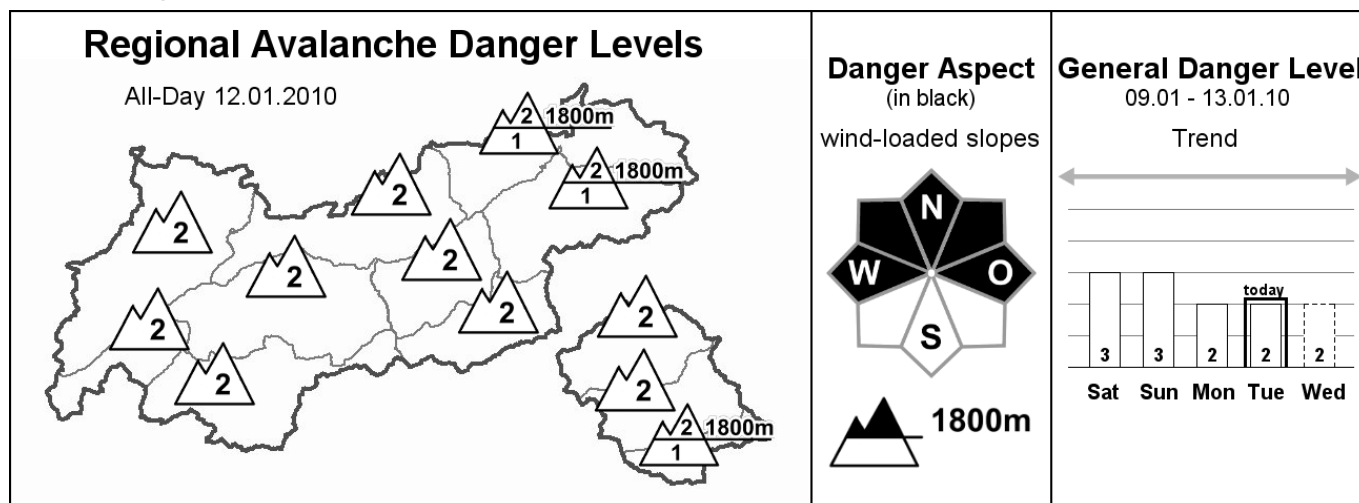 Regional Avalanche Danger Levels
All-Day 12.01.2010
2 1800m
1
2 1800m
1
2
2
2
2
2
2
2
2
2
2 1800m
1
Danger Aspect
(in black)
wind-loaded slopes
N
W O
S
1800m
General Danger Level
09.01 - 13.01.10
Trend
today
3 3 2 2 2
Sat Sun Mon Tue Wed